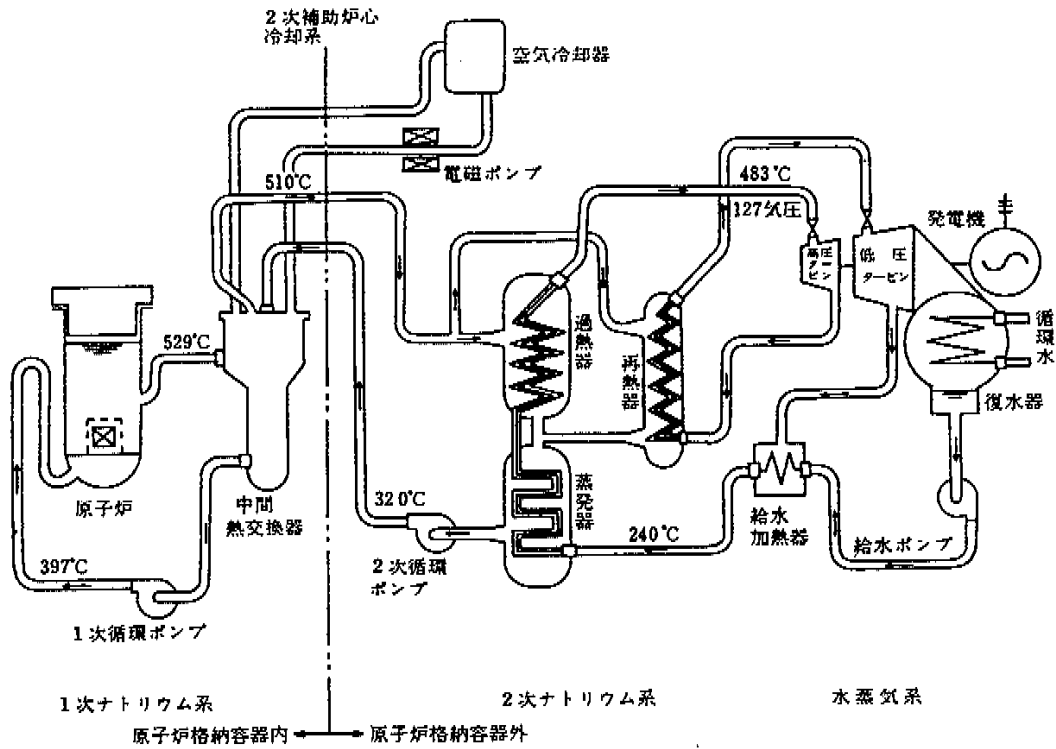 2次補助炉心
冷却系
空気冷却器
電磁ポンプ
510℃
483℃
127気圧
発電機
高圧
タービン
低圧
タービン
循環水
過熱器
再熱器
復水器
529℃
原子炉
中間
熱交換器
320℃
2次循環
ポンプ
蒸発器
240℃
給水
加熱器
給水ポンプ
397℃
1次循環ポンプ
1次ナトリウム系
2次ナトリウム系
水蒸気系
原子炉格納容器内
原子炉格納容器外